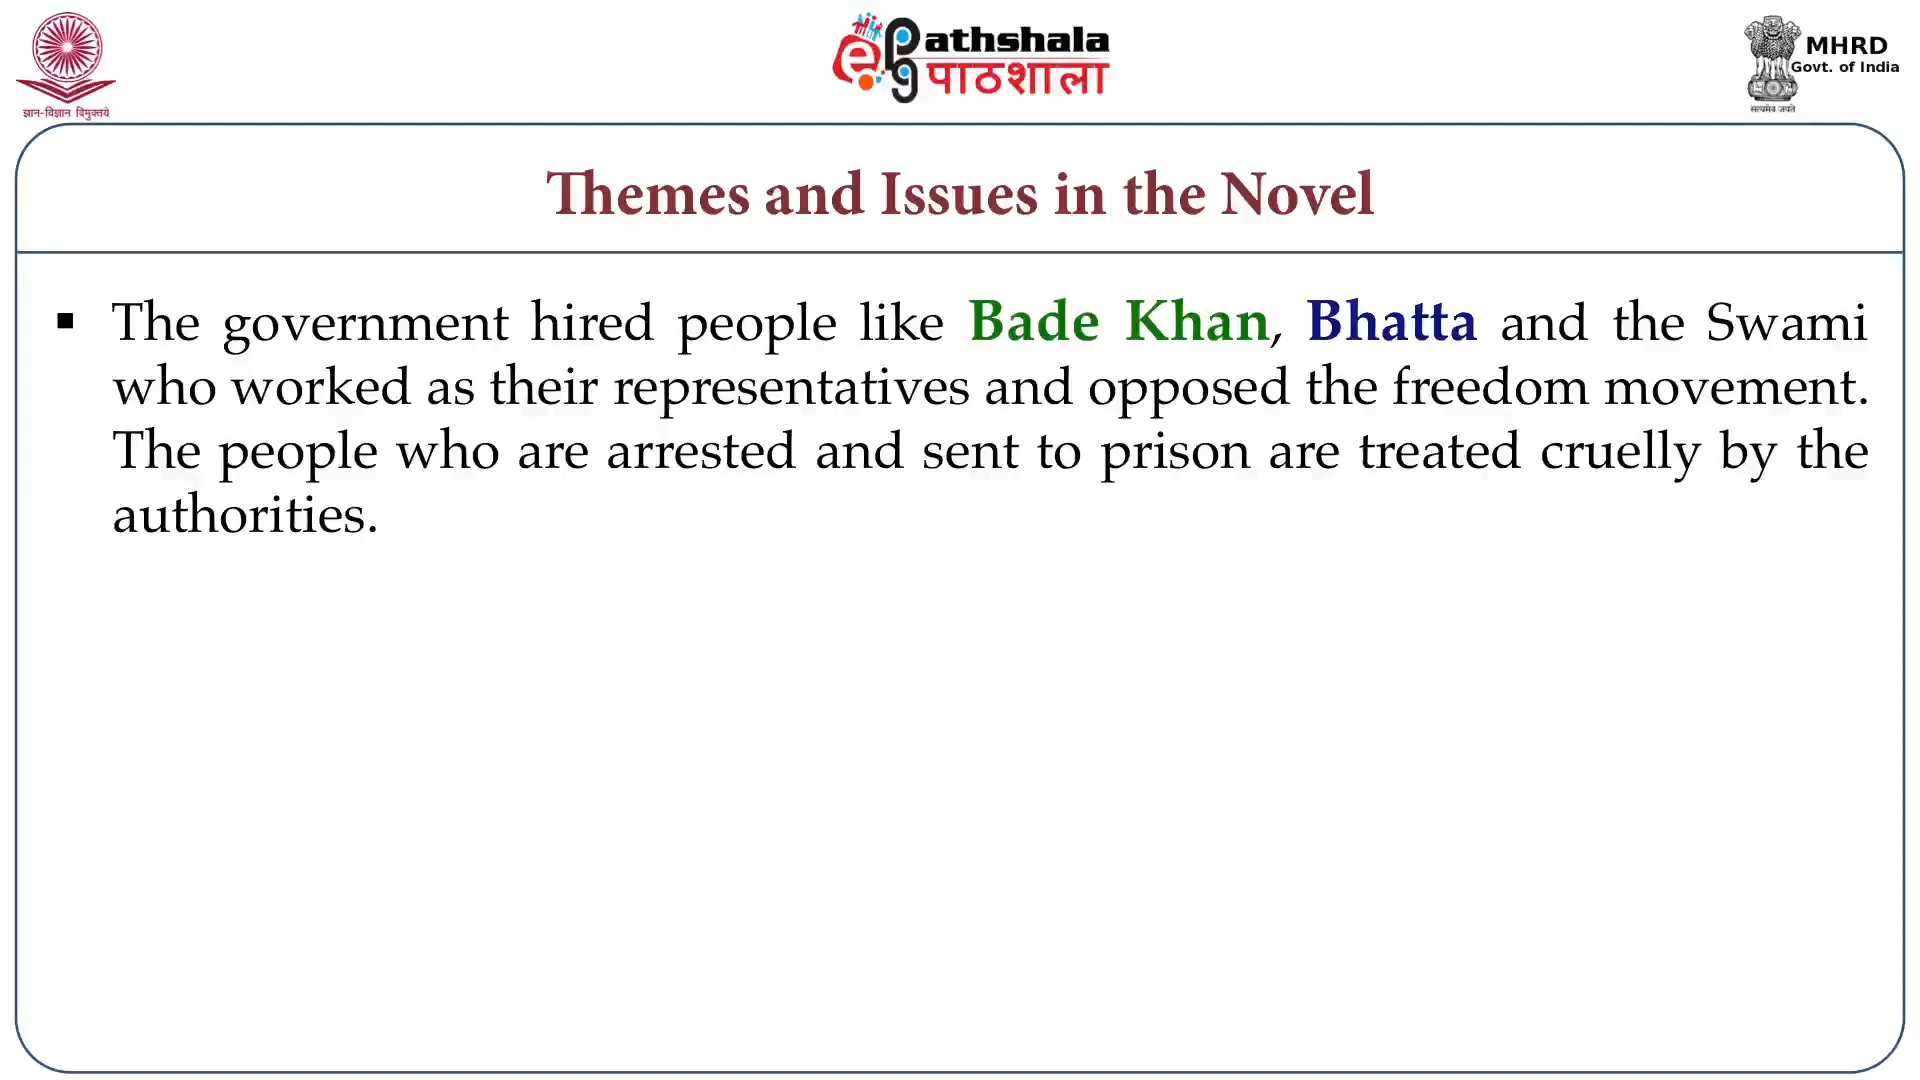 ज्ञान-विज्ञान विमुक्तये
e
Pathshala
पाठशाला
MHRD
Govt. of India
सत्यमेव जयते
Themes and Issues in the Novel
▪ The government hired people like Bade Khan, Bhatta and the Swami
who worked as their representatives and opposed the freedom movement.
The people who are arrested and sent to prison are treated cruelly by the
authorities.